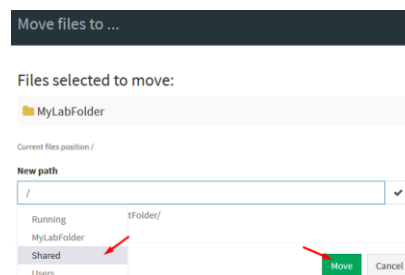 Move files to ...
Files selected to move:
MyLabFolder
Current files position /
New path
/
Running
tFolder/
MyLabFolder
Shared
Users
Move
Cancel